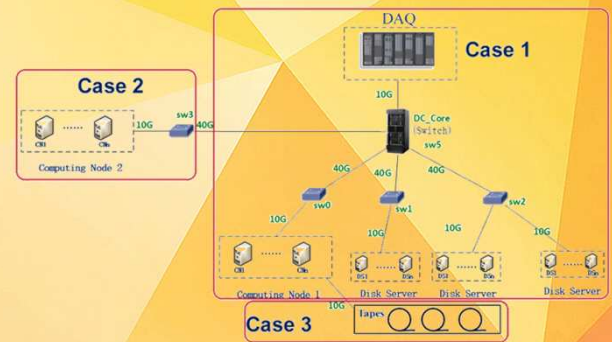 DAQ
Case 1
Case 2
10G
sw3
10G
40G
DC_Core
(Switch)
sw5
CN1 ...... CNn
Computing Node 2
40G
40G
40G
sw0
sw1
sw2
10G
10G
10G
10G
CN1 ...... CNn
DS1 ...... DSn
DS1 ...... DSn
DS1 ...... DSn
Computing Node 1
Disk Server
Disk Server
Disk Server
10G
Case 3
Tapes